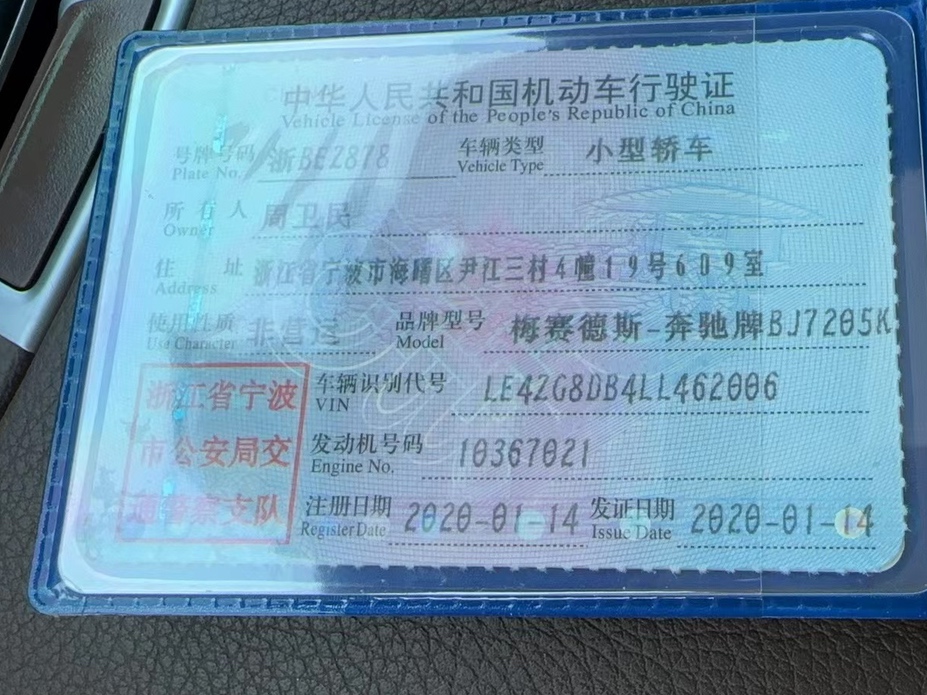 中华人民共和国机动车行驶证
Vehicle License of the People's Republic of China
号牌号码 浙BEZ878 车辆类型 小型轿车
Plate No. Vehicle Type
所有人 周卫民
Owner
住址 浙江省宁波市海曙区尹江三村4幢19号609室
Address
使用性质 非营运 品牌型号 梅赛德斯-奔驰牌BJ7205K
Use Character Model
浙江省宁波 车辆识别代号 LE4ZG8DB4LL462006
VIN
市公安局交 发动机号码 10367021
Engine No.
通警察支队 注册日期 2020-01-14 发证日期 2020-01-14
Register Date Issue Date